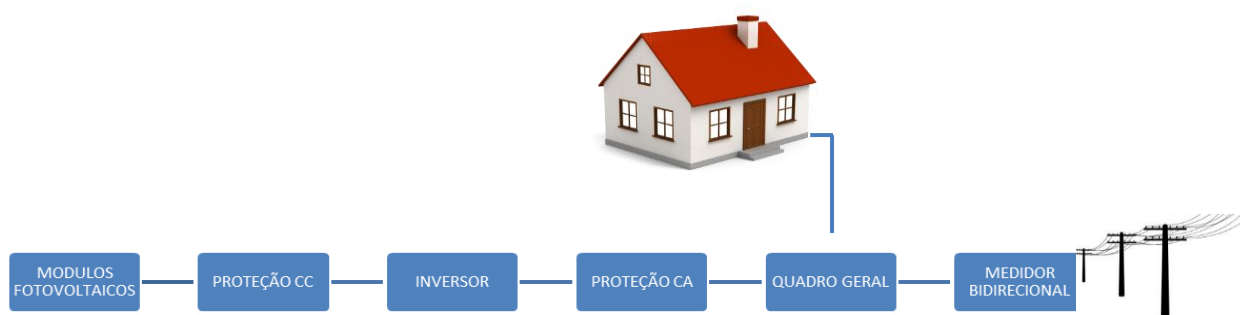 MODULOS
FOTOVOLTAICOS
PROTEÇÃO CC
INVERSOR
PROTEÇÃO CA
QUADRO GERAL
MEDIDOR
BIDIRECIONAL